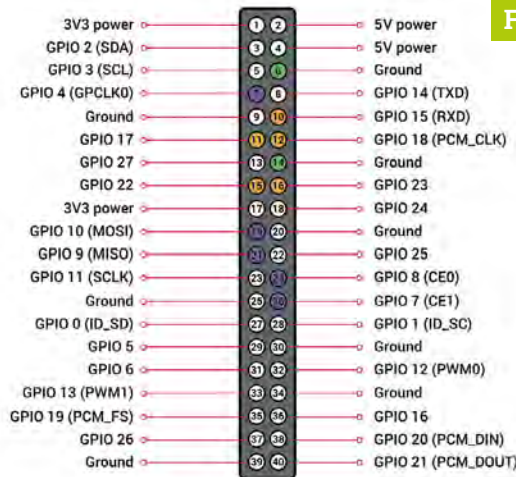 3V3 power 1 2 5V power
GPIO 2 (SDA) 3 4 5V power
GPIO 3 (SCL) 5 6 Ground
GPIO 4 (GPCLK0) 7 8 GPIO 14 (TXD)
Ground 9 10 GPIO 15 (RXD)
GPIO 17 11 12 GPIO 18 (PCM_CLK)
GPIO 27 13 14 Ground
GPIO 22 15 16 GPIO 23
3V3 power 17 18 GPIO 24
GPIO 10 (MOSI) 19 20 Ground
GPIO 9 (MISO) 21 22 GPIO 25
GPIO 11 (SCLK) 23 24 GPIO 8 (CE0)
Ground 25 26 GPIO 7 (CE1)
GPIO 0 (ID_SD) 27 28 GPIO 1 (ID_SC)
GPIO 5 29 30 Ground
GPIO 6 31 32 GPIO 12 (PWM0)
GPIO 13 (PWM1) 33 34 Ground
GPIO 19 (PCM_FS) 35 36 GPIO 16
GPIO 26 37 38 GPIO 20 (PCM_DIN)
Ground 39 40 GPIO 21 (PCM_DOUT)